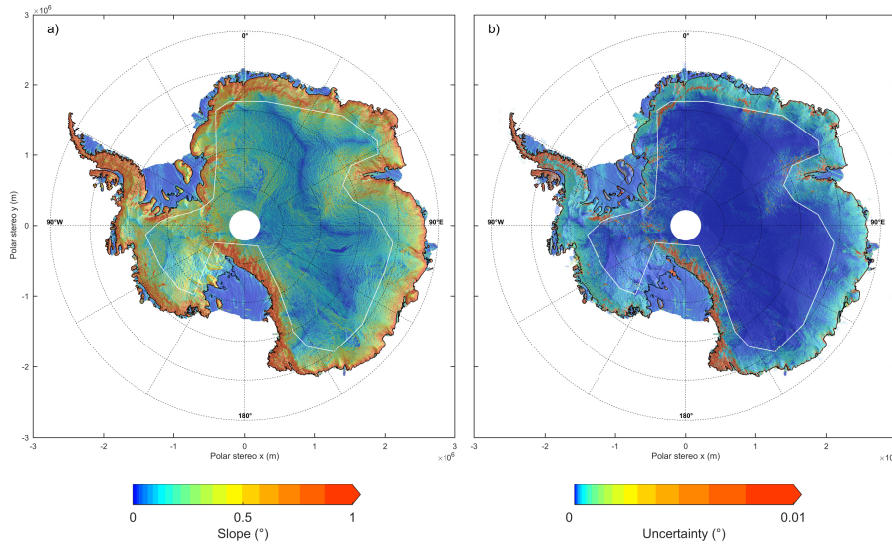 ×10⁶
3
a)
b)
0°
2
1
Polar stereo y (m)
0
90°W
90°E
90°W
90°E
-1
-2
180°
180°
-3
-3 -2 -1 0 1 2 3
-2 -1 0 1 2
Polar stereo x (m)
×10⁶
Polar stereo x (m)
×10
0 0.5 1
Slope (°)
0 0.01
Uncertainty (°)